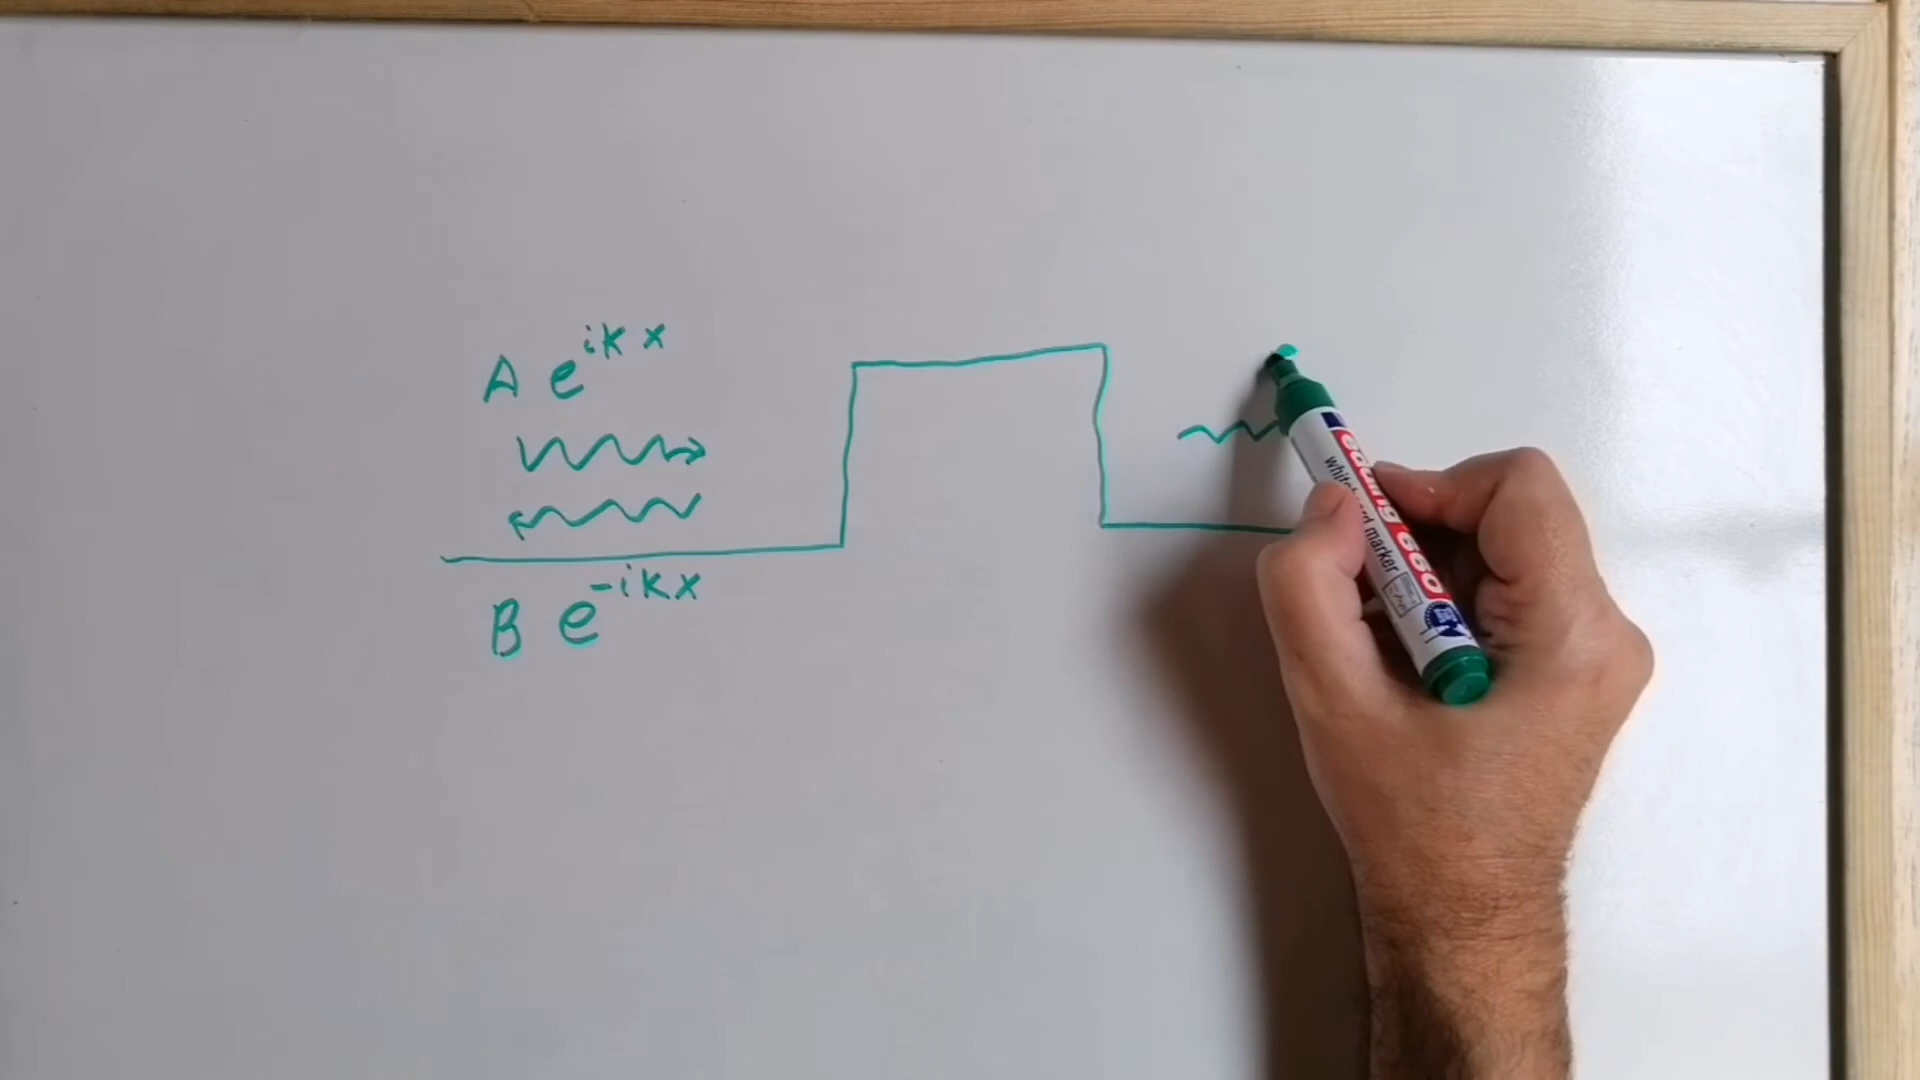 A e^{ikx}
B e^{-ikx}
edding 660
whiteboard marker